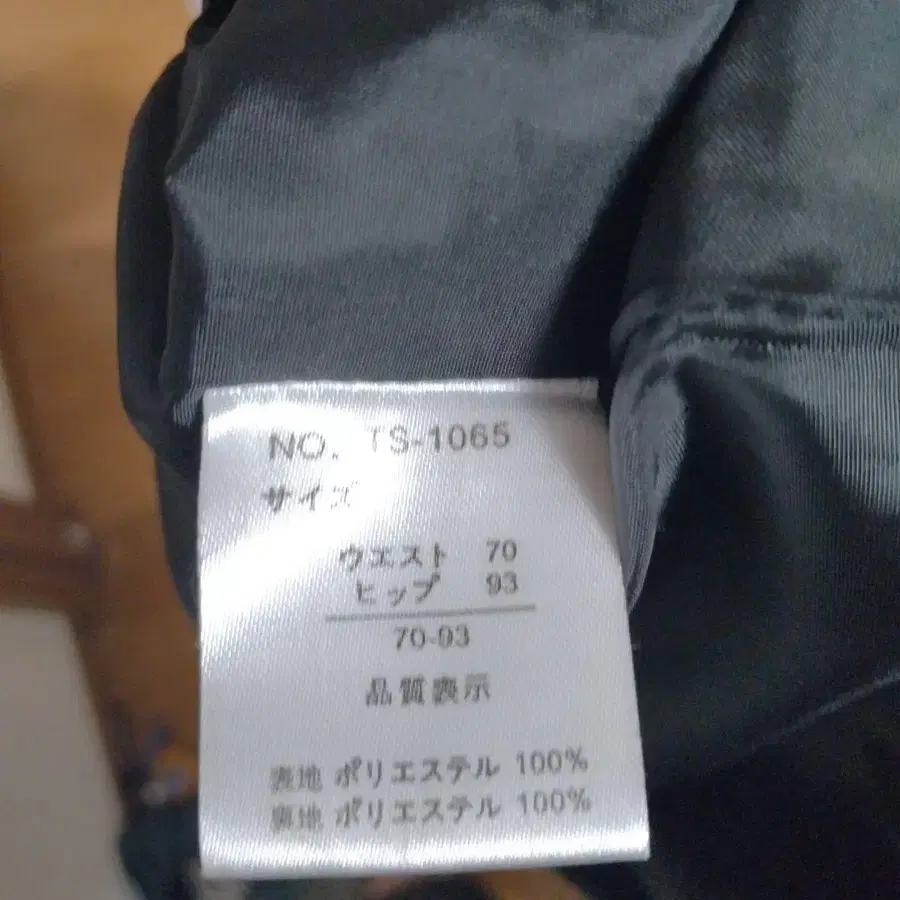 NO. TS-1065
サイズ
ウエスト 70
ヒップ 93
70-93
品質表示
表地 ポリエステル 100%
裏地 ポリエステル 100%